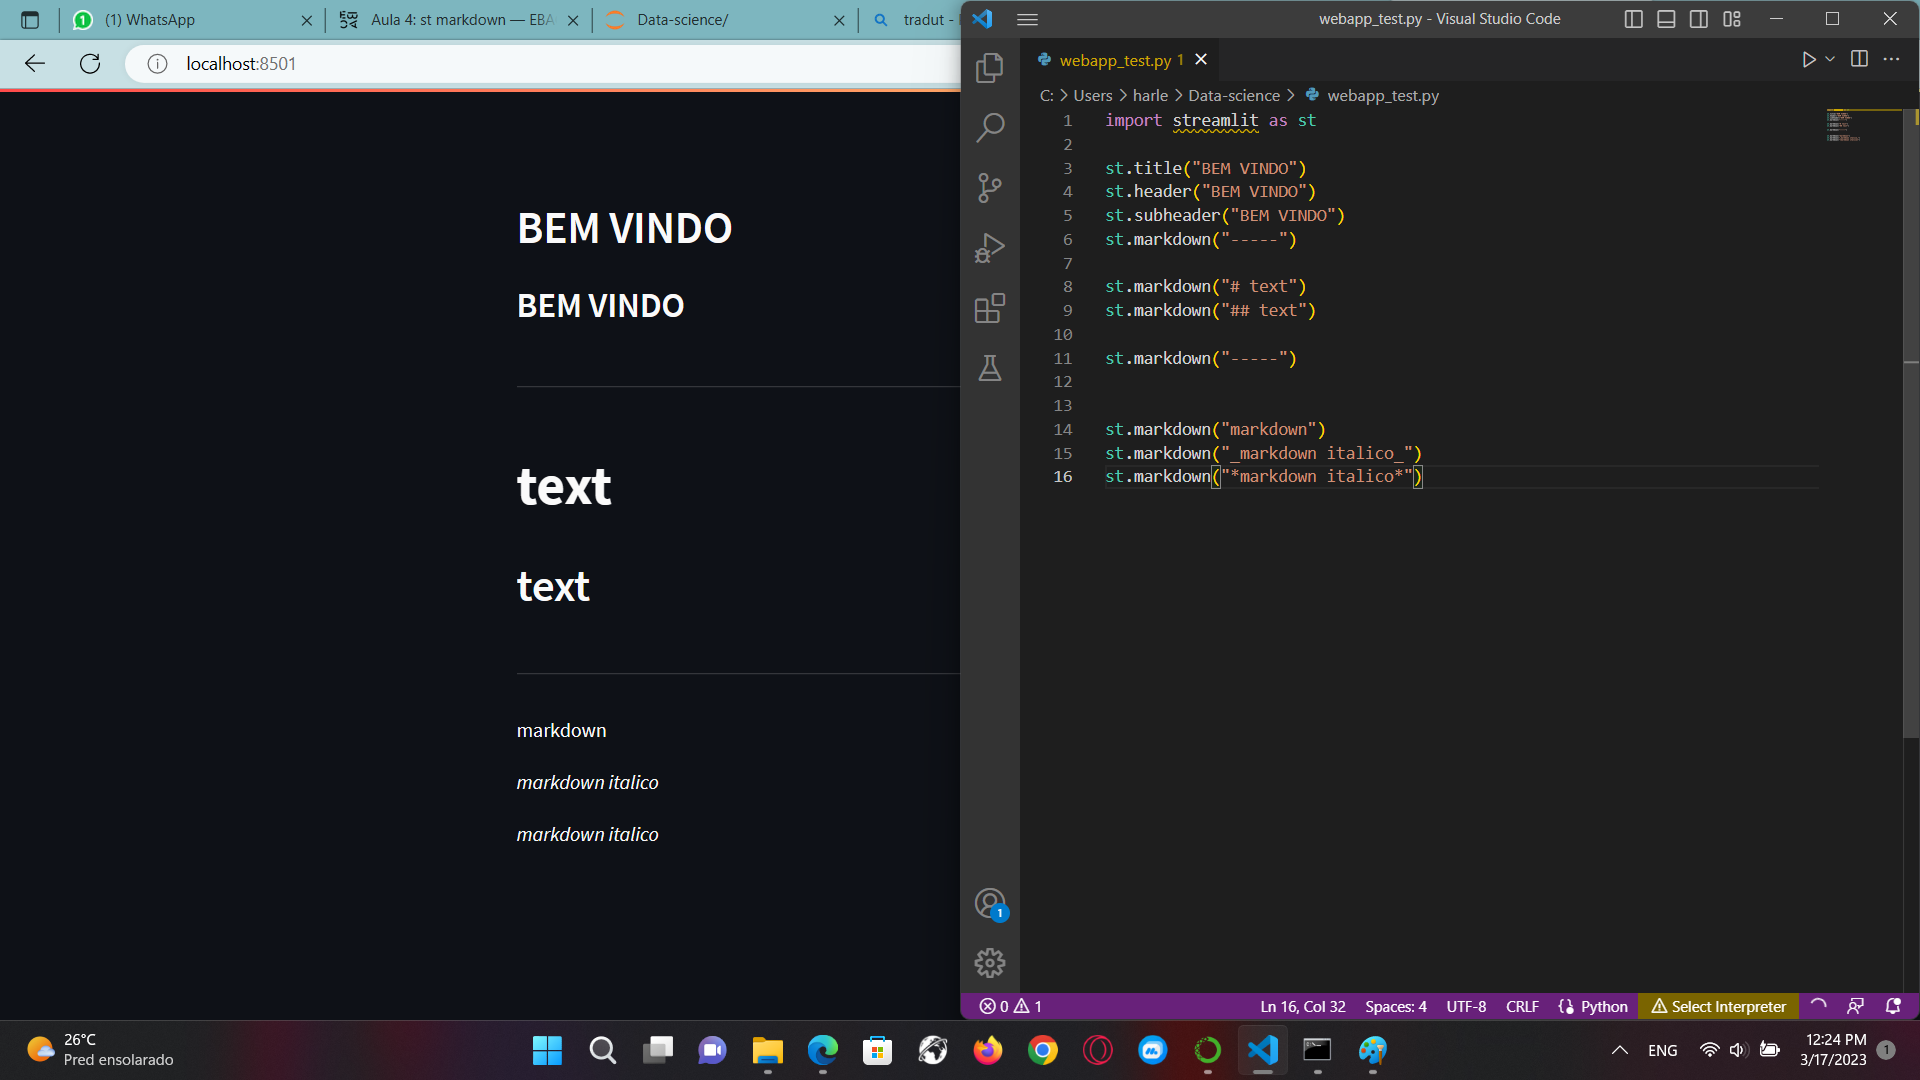 (1) WhatsApp
Aula 4: st markdown — EBA
Data-science/
tradut -
localhost:8501
BEM VINDO
BEM VINDO
text
text
markdown
markdown italico
markdown italico
webapp_test.py - Visual Studio Code
webapp_test.py 1
C: > Users > harle > Data-science > webapp_test.py
1 import streamlit as st
2
3 st.title("BEM VINDO")
4 st.header("BEM VINDO")
5 st.subheader("BEM VINDO")
6 st.markdown("-----")
7
8 st.markdown("# text")
9 st.markdown("## text")
10
11 st.markdown("-----")
12
13
14 st.markdown("markdown")
15 st.markdown("_markdown italico_")
16 st.markdown("*markdown italico*")
1
0 1 Ln 16, Col 32 Spaces: 4 UTF-8 CRLF Python Select Interpreter
26°C
Pred ensolarado
ENG
12:24 PM
3/17/2023
1